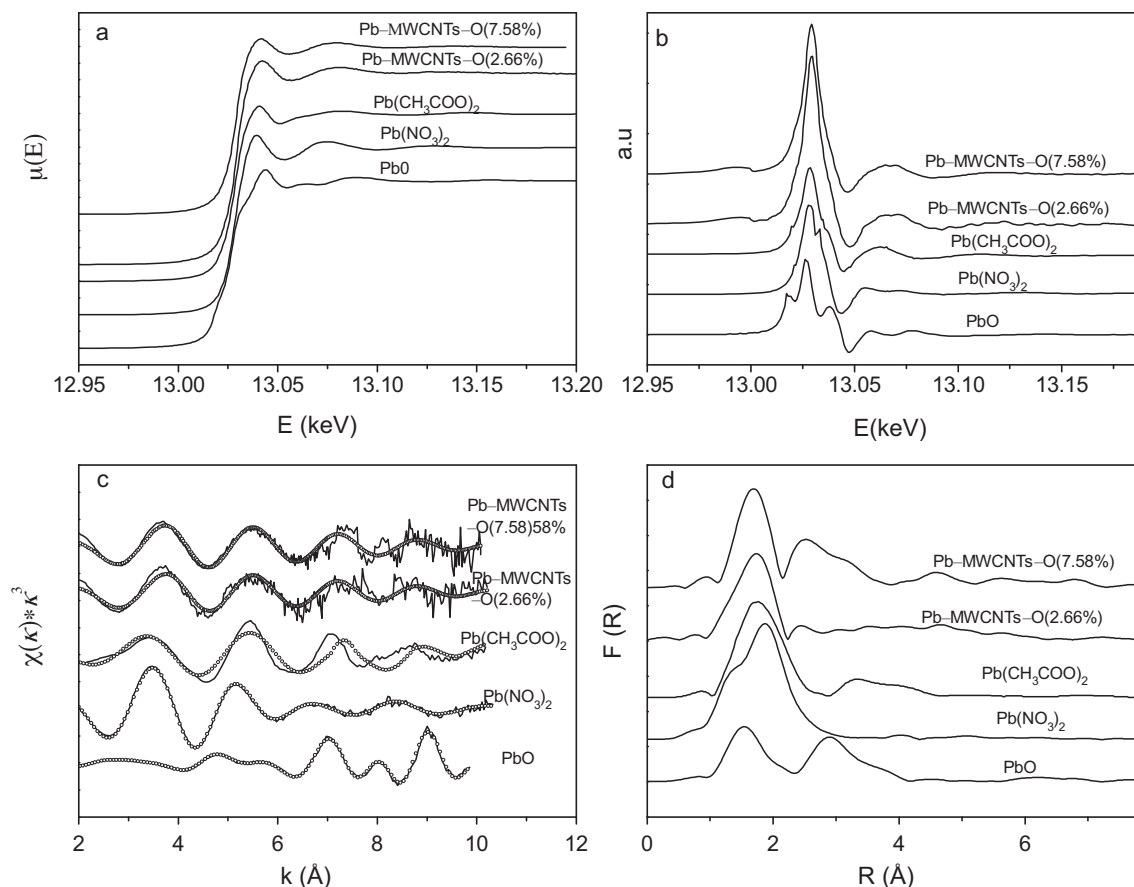 a
Pb–MWCNTs–O(7.58%)
Pb–MWCNTs–O(2.66%)
Pb(CH3COO)2
Pb(NO3)2
Pb0
μ(E)
12.95 13.00 13.05 13.10 13.15 13.20
E (keV)
b
Pb–MWCNTs–O(7.58%)
Pb–MWCNTs–O(2.66%)
Pb(CH3COO)2
Pb(NO3)2
PbO
a.u
12.95 13.00 13.05 13.10 13.15
E(keV)
c
Pb–MWCNTs
–O(7.58)58%
Pb–MWCNTs
–O(2.66%)
Pb(CH3COO)2
Pb(NO3)2
PbO
χ(κ)*κ³
2 4 6 8 10 12
k (Å)
d
Pb–MWCNTs–O(7.58%)
Pb–MWCNTs–O(2.66%)
Pb(CH3COO)2
Pb(NO3)2
PbO
F (R)
0 2 4 6 8
R (Å)